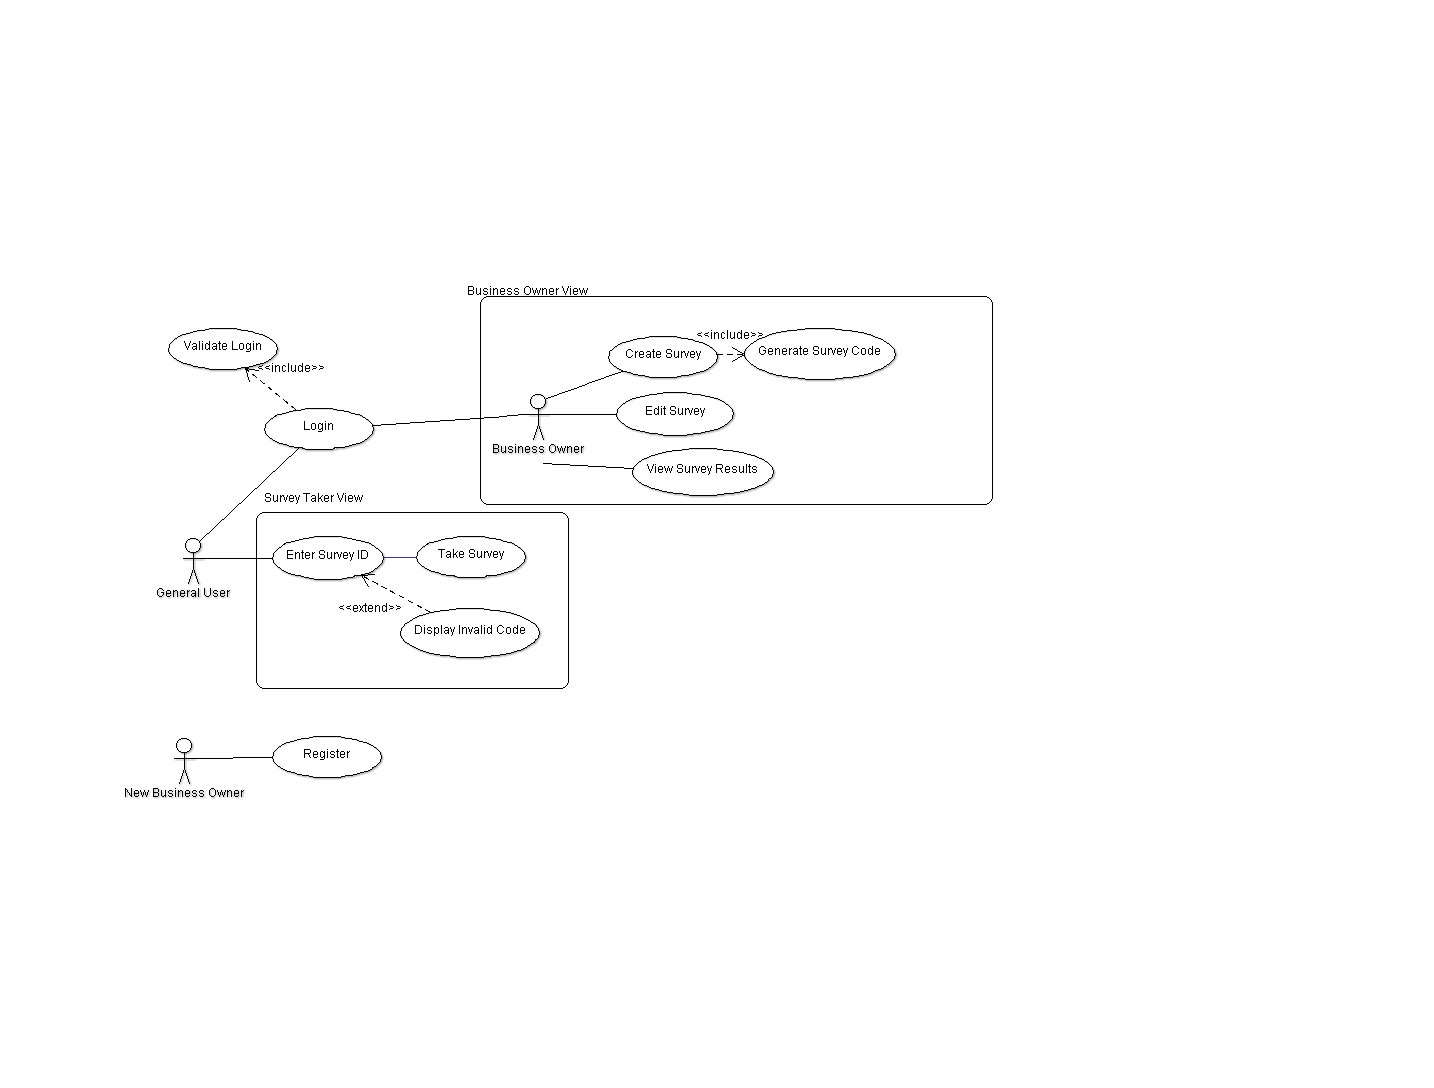 Business Owner View
Validate Login
<<include>>
Create Survey
<<include>>
Generate Survey Code
<<include>>
Login
Edit Survey
Business Owner
View Survey Results
Survey Taker View
Enter Survey ID
Take Survey
General User
<<extend>>
Display Invalid Code
Register
New Business Owner